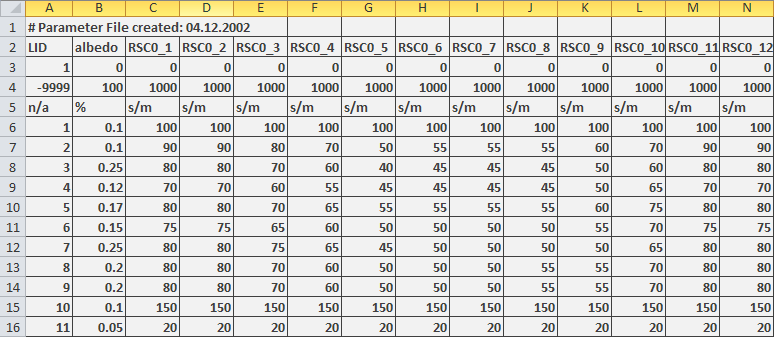 A B C D E F G H I J K L M N
1 # Parameter File created: 04.12.2002
2 LID albedo RSC0_1 RSC0_2 RSC0_3 RSC0_4 RSC0_5 RSC0_6 RSC0_7 RSC0_8 RSC0_9 RSC0_10 RSC0_11 RSC0_12
3 1 0 0 0 0 0 0 0 0 0 0 0 0 0
4 -9999 100 1000 1000 1000 1000 1000 1000 1000 1000 1000 1000 1000 1000
5 n/a % s/m s/m s/m s/m s/m s/m s/m s/m s/m s/m s/m s/m
6 1 0.1 100 100 100 100 100 100 100 100 100 100 100 100
7 2 0.1 90 90 80 70 50 55 55 55 60 70 90 90
8 3 0.25 80 80 70 60 40 45 45 45 50 60 80 80
9 4 0.12 70 70 60 55 45 45 45 45 50 65 70 70
10 5 0.17 80 80 70 65 55 55 55 55 60 75 80 80
11 6 0.15 75 75 65 60 50 50 50 55 60 70 75 75
12 7 0.25 80 80 75 65 45 50 50 50 50 65 80 80
13 8 0.2 80 80 70 60 50 50 50 55 55 70 80 80
14 9 0.2 80 80 70 60 50 50 50 55 55 70 80 80
15 10 0.1 150 150 150 150 150 150 150 150 150 150 150 150
16 11 0.05 20 20 20 20 20 20 20 20 20 20 20 20